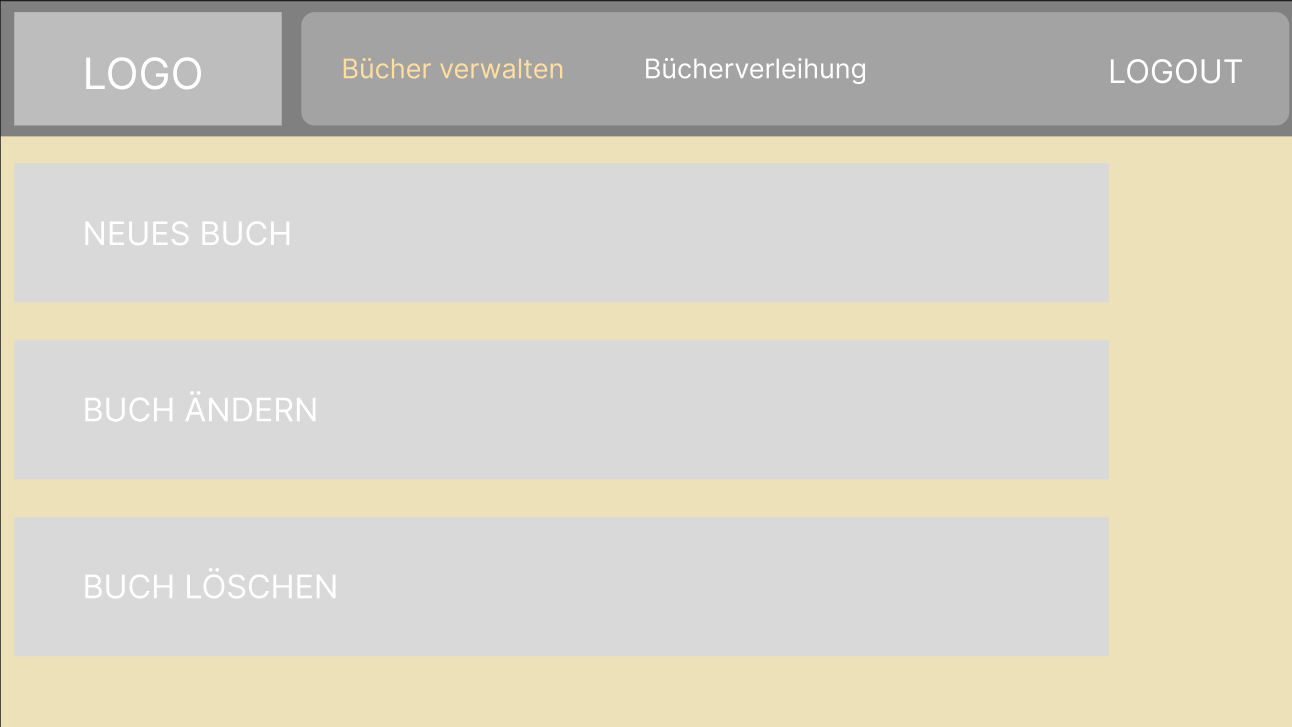 LOGO
Bücher verwalten
Bücherverleihung
LOGOUT
NEUES BUCH
BUCH ÄNDERN
BUCH LÖSCHEN